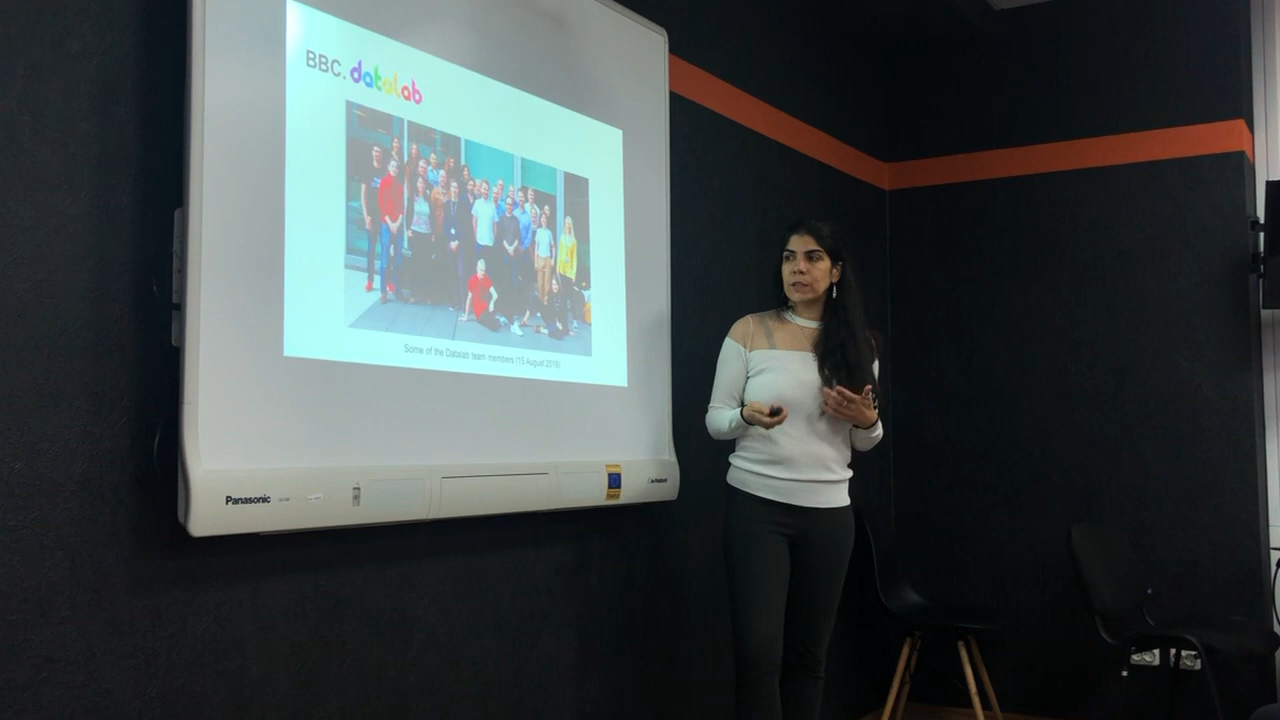 BBC. datalab
Some of the Datalab team members (15 August 2019)
Panasonic